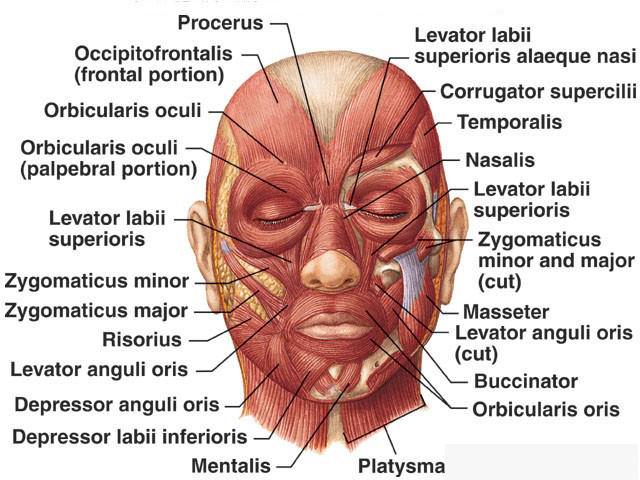 Procerus
Occipitofrontalis
(frontal portion)
Orbicularis oculi
Orbicularis oculi
(palpebral portion)
Levator labii
superioris
Zygomaticus minor
Zygomaticus major
Risorius
Levator anguli oris
Depressor anguli oris
Depressor labii inferioris
Mentalis
Levator labii
superioris alaeque nasi
Corrugator supercilii
Temporalis
Nasalis
Levator labii
superioris
Zygomaticus
minor and major
(cut)
Masseter
Levator anguli oris
(cut)
Buccinator
Orbicularis oris
Platysma